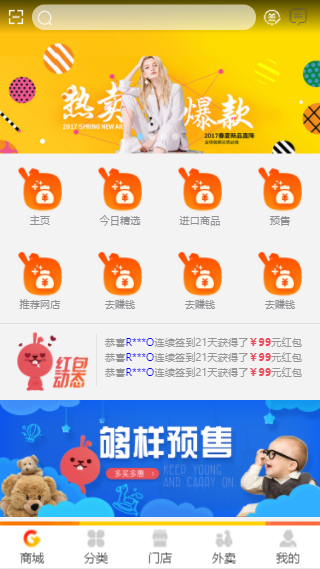 签
热卖 爆款
2017 SPRING NEW AR
2017春夏新品直降
主页 今日精选 进口商品 预售
推荐网店 去赚钱 去赚钱 去赚钱
红包
动态
恭喜R***O连续签到21天获得了￥99元红包
恭喜R***O连续签到21天获得了￥99元红包
恭喜R***O连续签到21天获得了￥99元红包
够样预售
多买多惠
KEEP YOUNG
AND CARRY ON.
商城 分类 门店 外卖 我的